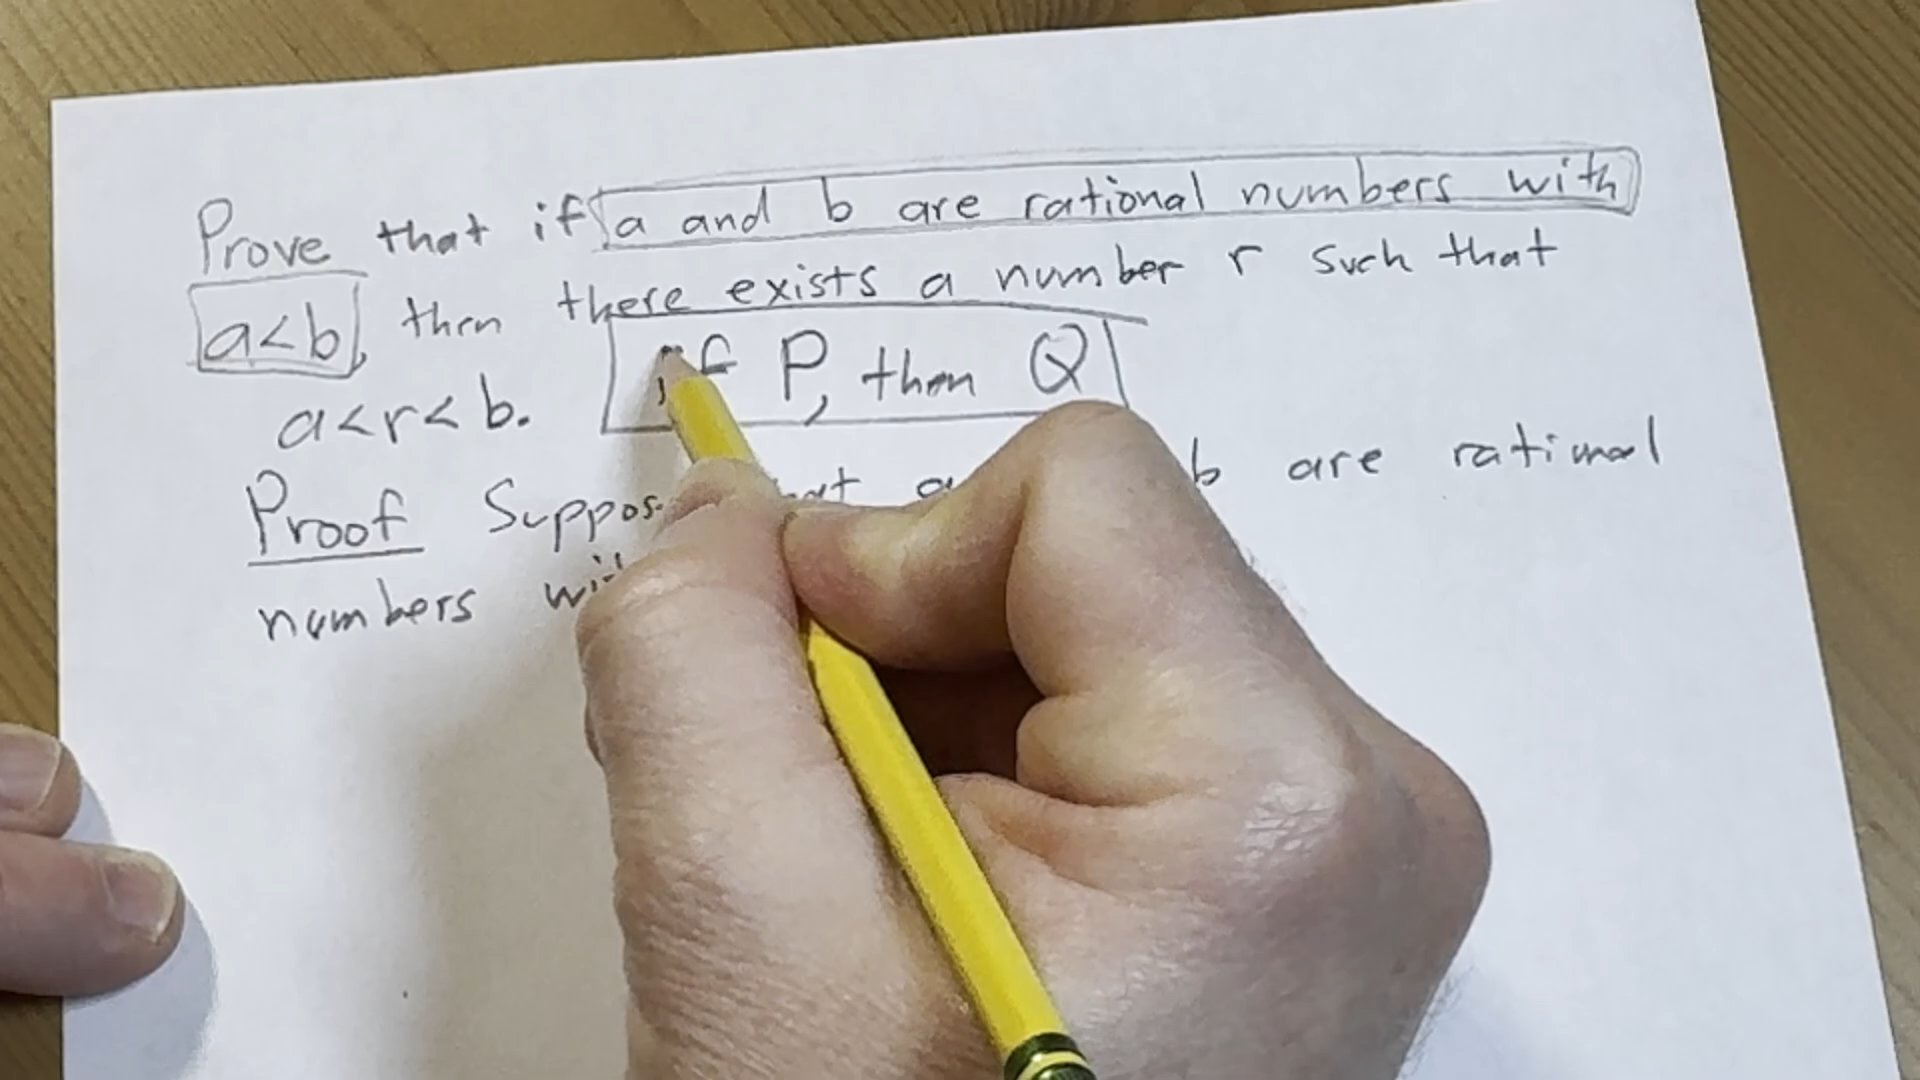 Prove that if a and b are rational numbers with
a<b, then there exists a number r such that
a<r<b. if P, then Q
Proof Suppos b are rational
numbers